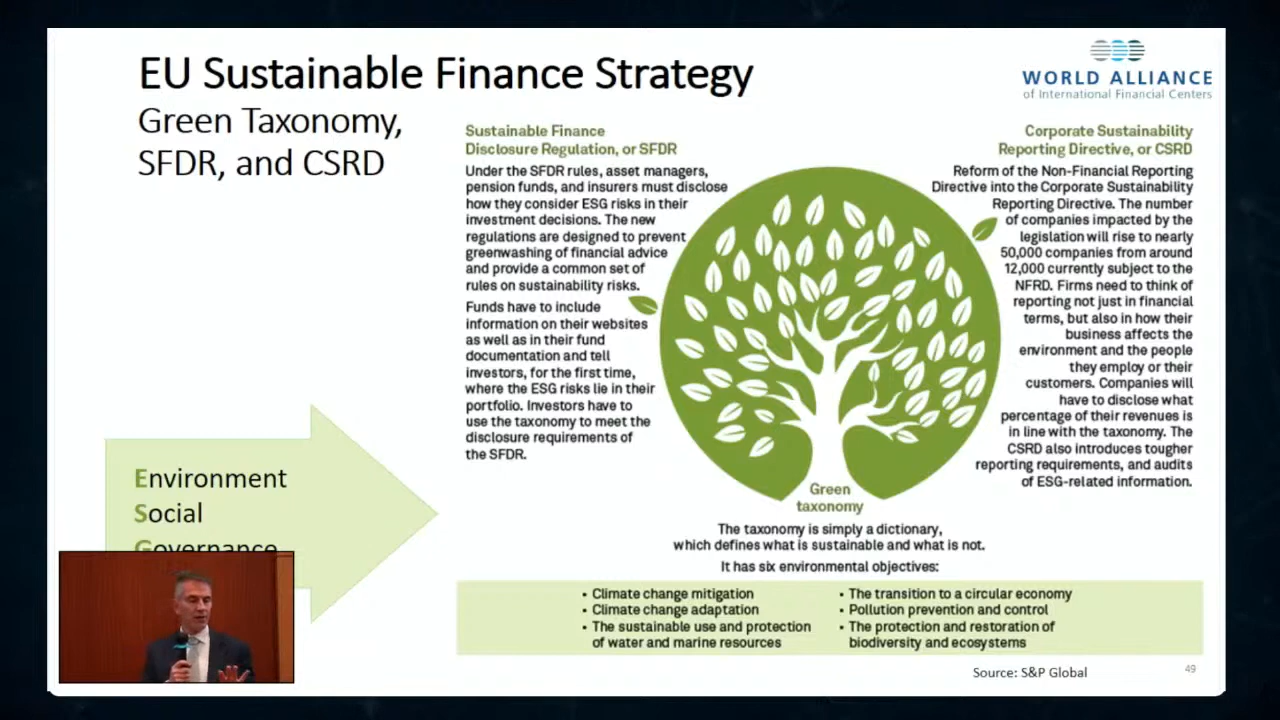 EU Sustainable Finance Strategy
Green Taxonomy,
SFDR, and CSRD
WORLD ALLIANCE
of International Financial Centers
Sustainable Finance
Disclosure Regulation, or SFDR
Under the SFDR rules, asset managers,
pension funds, and insurers must disclose
how they consider ESG risks in their
investment decisions. The new
regulations are designed to prevent
greenwashing of financial advice
and provide a common set of
rules on sustainability risks.
Funds have to include
information on their websites
as well as in their fund
documentation and tell
investors, for the first time,
where the ESG risks lie in their
portfolio. Investors have to
use the taxonomy to meet the
disclosure requirements of
the SFDR.
Corporate Sustainability
Reporting Directive, or CSRD
Reform of the Non-Financial Reporting
Directive into the Corporate Sustainability
Reporting Directive. The number
of companies impacted by the
legislation will rise to nearly
50,000 companies from around
12,000 currently subject to the
NFRD. Firms need to think of
reporting not just in financial
terms, but also in how their
business affects the
environment and the people
they employ or their
customers. Companies will
have to disclose what
percentage of their revenues is
in line with the taxonomy. The
CSRD also introduces tougher
reporting requirements, and audits
of ESG-related information.
Environment
Social
Governance
Green
taxonomy
The taxonomy is simply a dictionary,
which defines what is sustainable and what is not.
It has six environmental objectives:
• Climate change mitigation
• Climate change adaptation
• The sustainable use and protection
of water and marine resources
• The transition to a circular economy
• Pollution prevention and control
• The protection and restoration of
biodiversity and ecosystems
Source: S&P Global
49